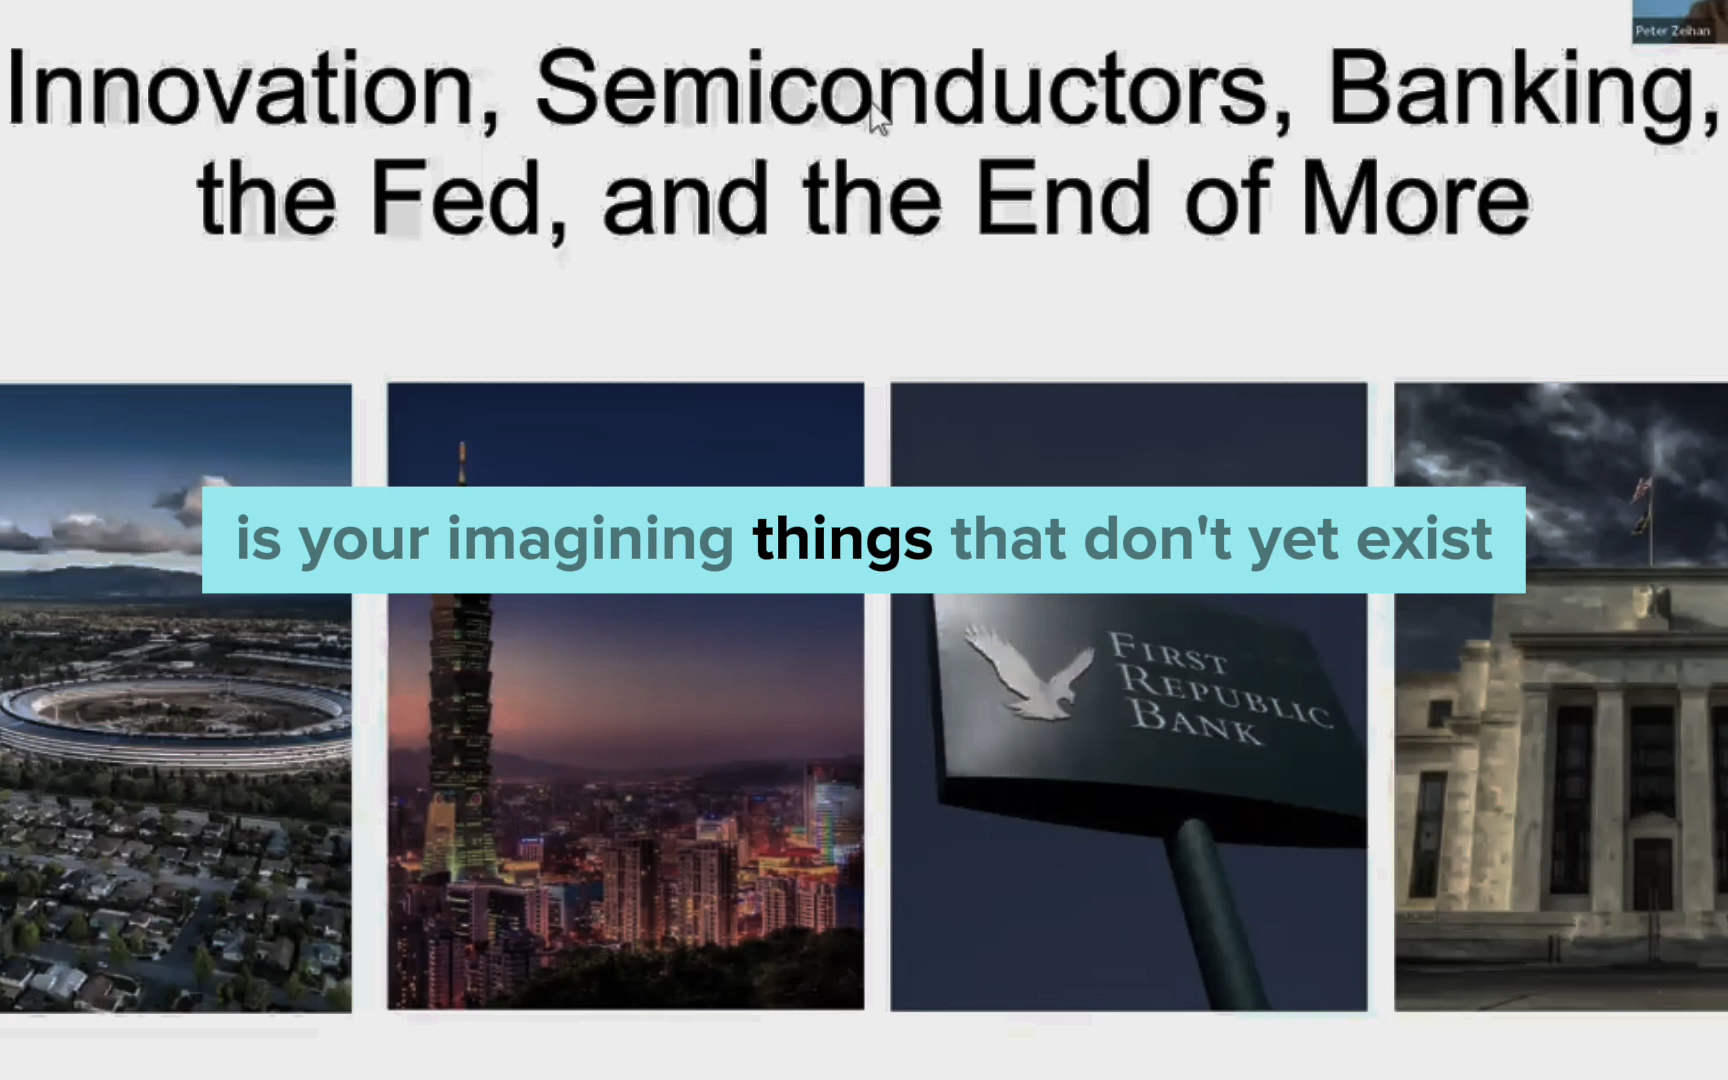 Peter Zeihan
Innovation, Semiconductors, Banking,
the Fed, and the End of More
is your imagining things that don't yet exist
FIRST
REPUBLIC
BANK